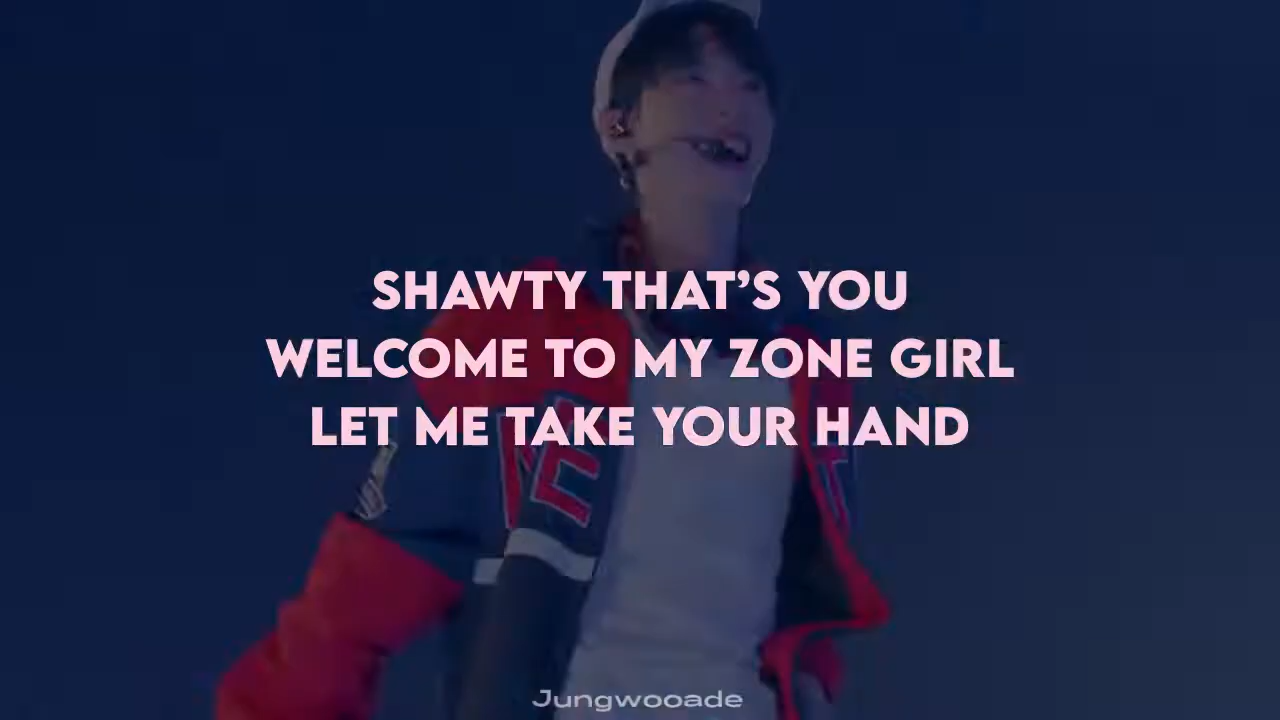 SHAWTY THAT'S YOU
WELCOME TO MY ZONE GIRL
LET ME TAKE YOUR HAND
Jungwooade